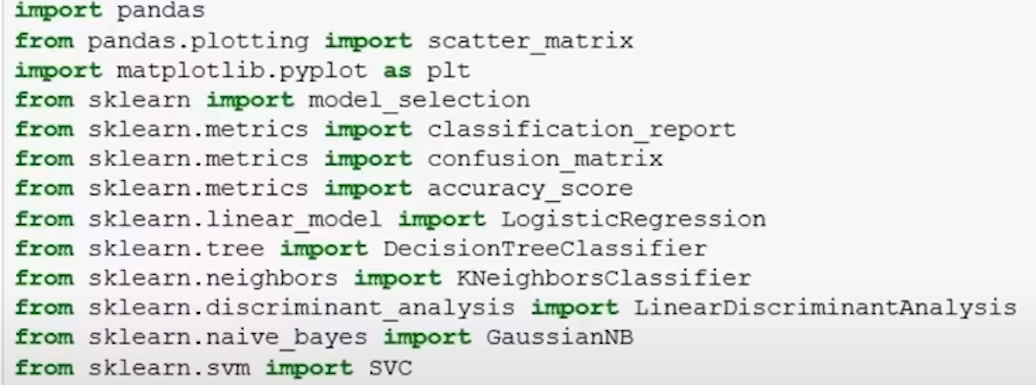 import pandas
from pandas.plotting import scatter_matrix
import matplotlib.pyplot as plt
from sklearn import model_selection
from sklearn.metrics import classification_report
from sklearn.metrics import confusion_matrix
from sklearn.metrics import accuracy_score
from sklearn.linear_model import LogisticRegression
from sklearn.tree import DecisionTreeClassifier
from sklearn.neighbors import KNeighborsClassifier
from sklearn.discriminant_analysis import LinearDiscriminantAnalysis
from sklearn.naive_bayes import GaussianNB
from sklearn.svm import SVC